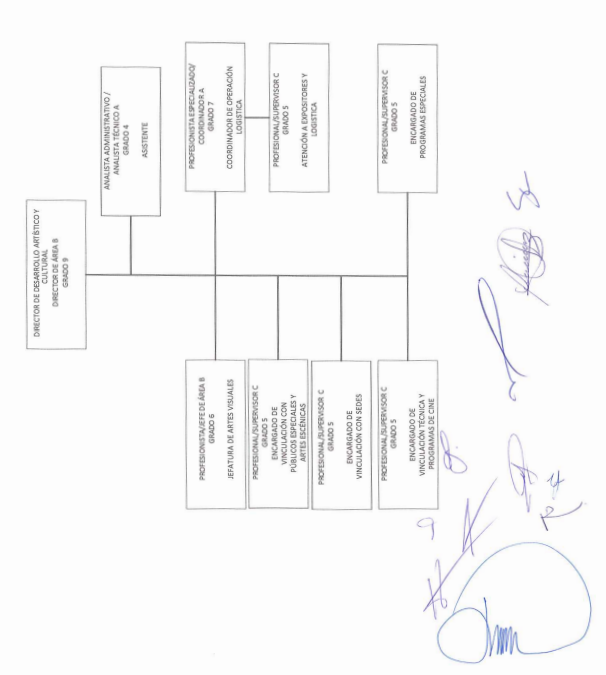 DIRECTOR DE DESARROLLO ARTÍSTICO Y
CULTURAL
DIRECTOR DE ÁREA B
GRADO 9
ANALISTA ADMINISTRATIVO /
ANALISTA TÉCNICO A
GRADO 4
ASISTENTE
PROFESIONISTA/JEFE DE ÁREA B
GRADO 6
JEFATURA DE ARTES VISUALES
PROFESIONISTA ESPECIALIZADO/
COORDINADOR A
GRADO 7
COORDINADOR DE OPERACIÓN
LOGISTICA
PROFESIONAL/SUPERVISOR C
GRADO 5
ENCARGADO DE
VINCULACIÓN CON
PÚBLICOS ESPECIALES Y
ARTES ESCÉNICAS
PROFESIONAL/SUPERVISOR C
GRADO 5
ATENCIÓN A EXPOSITORES Y
LOGISTICA
PROFESIONAL/SUPERVISOR C
GRADO 5
ENCARGADO DE
VINCULACIÓN CON SEDES
PROFESIONAL/SUPERVISOR C
GRADO 5
ENCARGADO DE
VINCULACIÓN TÉCNICA Y
PROGRAMAS DE CINE
PROFESIONAL/SUPERVISOR C
GRADO 5
ENCARGADO DE
PROGRAMAS ESPECIALES